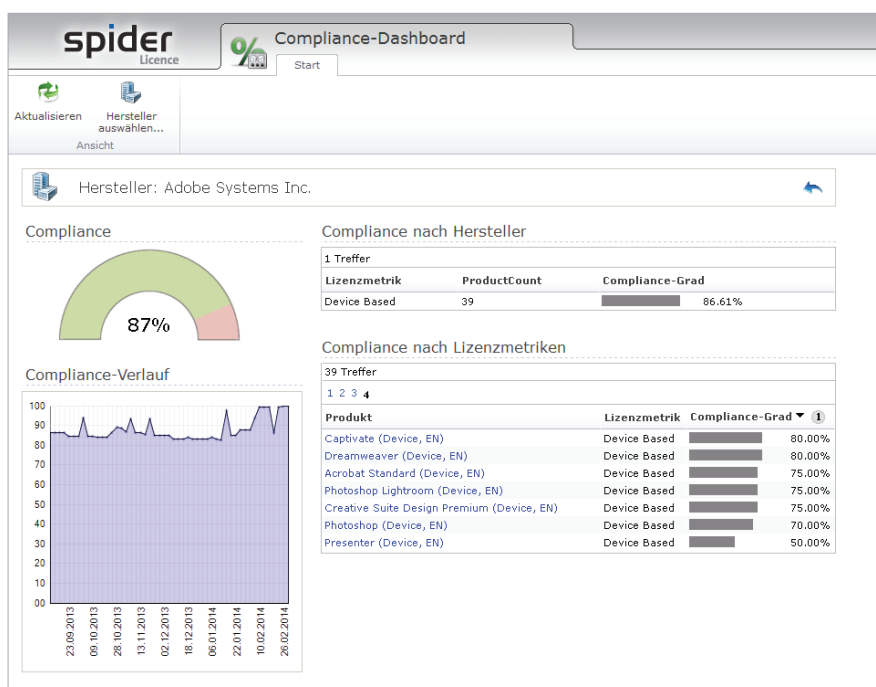 spider
Licence
Compliance-Dashboard
Start
Aktualisieren
Hersteller
auswählen...
Ansicht
Hersteller: Adobe Systems Inc.
Compliance
87%
Compliance-Verlauf
100
90
80
70
60
50
40
30
20
10
00
23.09.2013
09.10.2013
28.10.2013
13.11.2013
02.12.2013
18.12.2013
06.01.2014
22.01.2014
10.02.2014
26.02.2014
Compliance nach Hersteller
1 Treffer
Lizenzmetrik ProductCount Compliance-Grad
Device Based 39 86.61%
Compliance nach Lizenzmetriken
39 Treffer
1 2 3 4
Produkt Lizenzmetrik Compliance-Grad 1
Captivate (Device, EN) Device Based 80.00%
Dreamweaver (Device, EN) Device Based 80.00%
Acrobat Standard (Device, EN) Device Based 75.00%
Photoshop Lightroom (Device, EN) Device Based 75.00%
Creative Suite Design Premium (Device, EN) Device Based 75.00%
Photoshop (Device, EN) Device Based 70.00%
Presenter (Device, EN) Device Based 50.00%